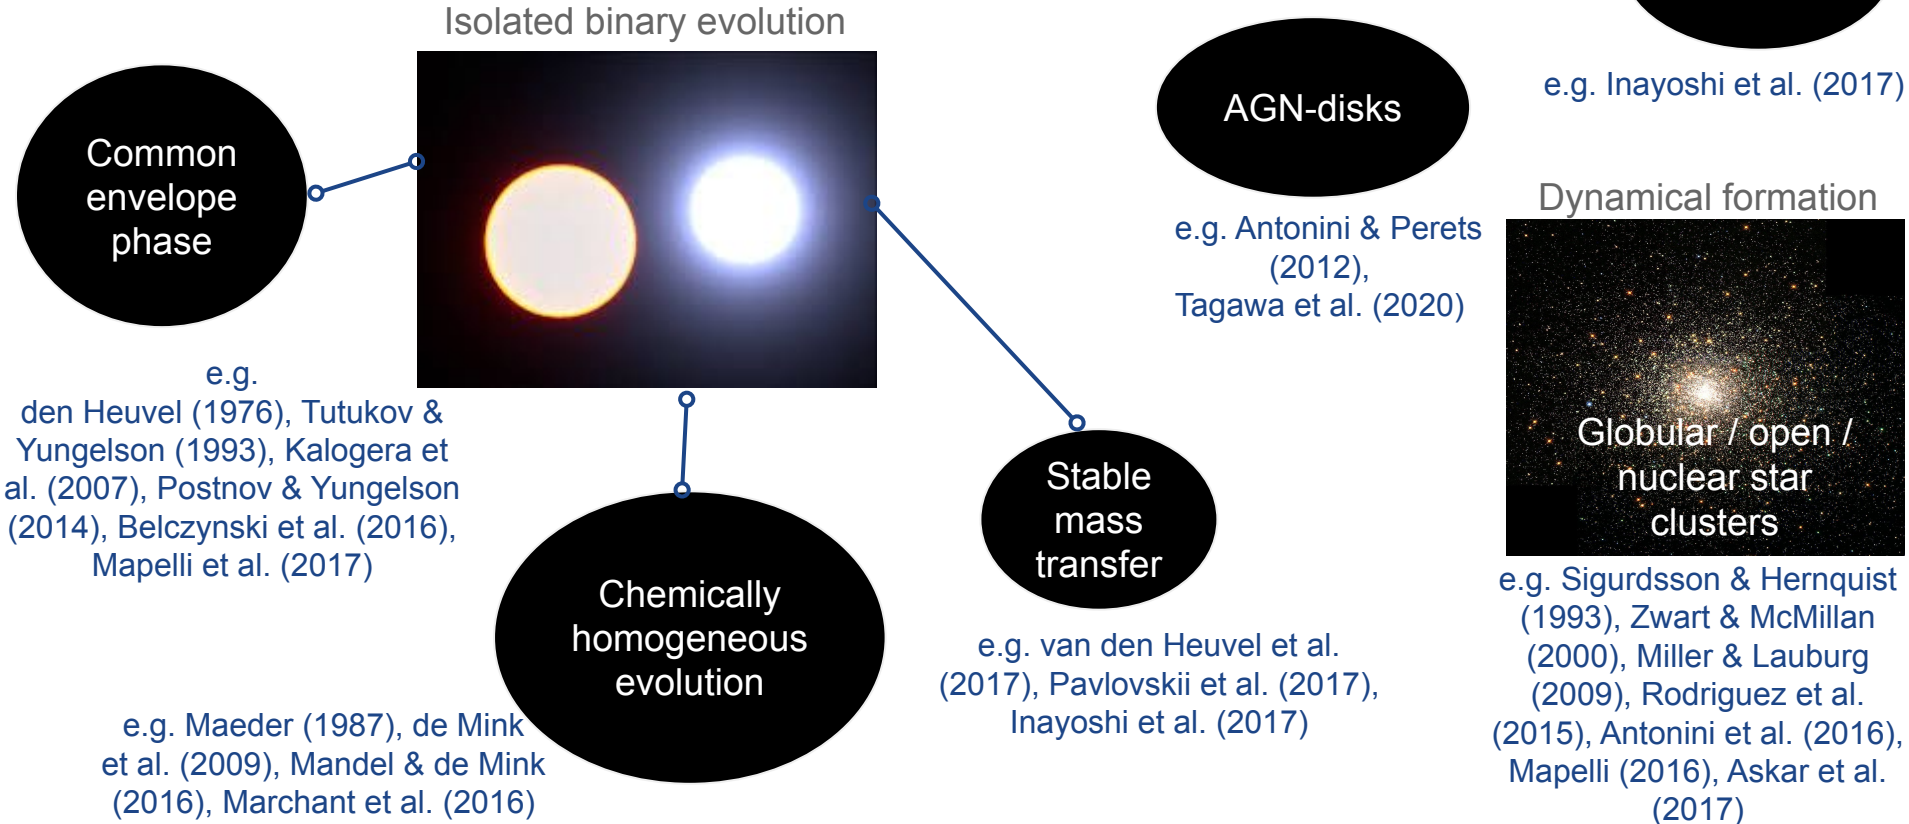 Isolated binary evolution
Common
envelope
phase
e.g.
den Heuvel (1976), Tutukov &
Yungelson (1993), Kalogera et
al. (2007), Postnov & Yungelson
(2014), Belczynski et al. (2016),
Mapelli et al. (2017)
Chemically
homogeneous
evolution
e.g. Maeder (1987), de Mink
et al. (2009), Mandel & de Mink
(2016), Marchant et al. (2016)
Stable
mass
transfer
e.g. van den Heuvel et al.
(2017), Pavlovskii et al. (2017),
Inayoshi et al. (2017)
AGN-disks
e.g. Antonini & Perets
(2012),
Tagawa et al. (2020)
e.g. Inayoshi et al. (2017)
Dynamical formation
Globular / open /
nuclear star
clusters
e.g. Sigurdsson & Hernquist
(1993), Zwart & McMillan
(2000), Miller & Lauburg
(2009), Rodriguez et al.
(2015), Antonini et al. (2016),
Mapelli (2016), Askar et al.
(2017)